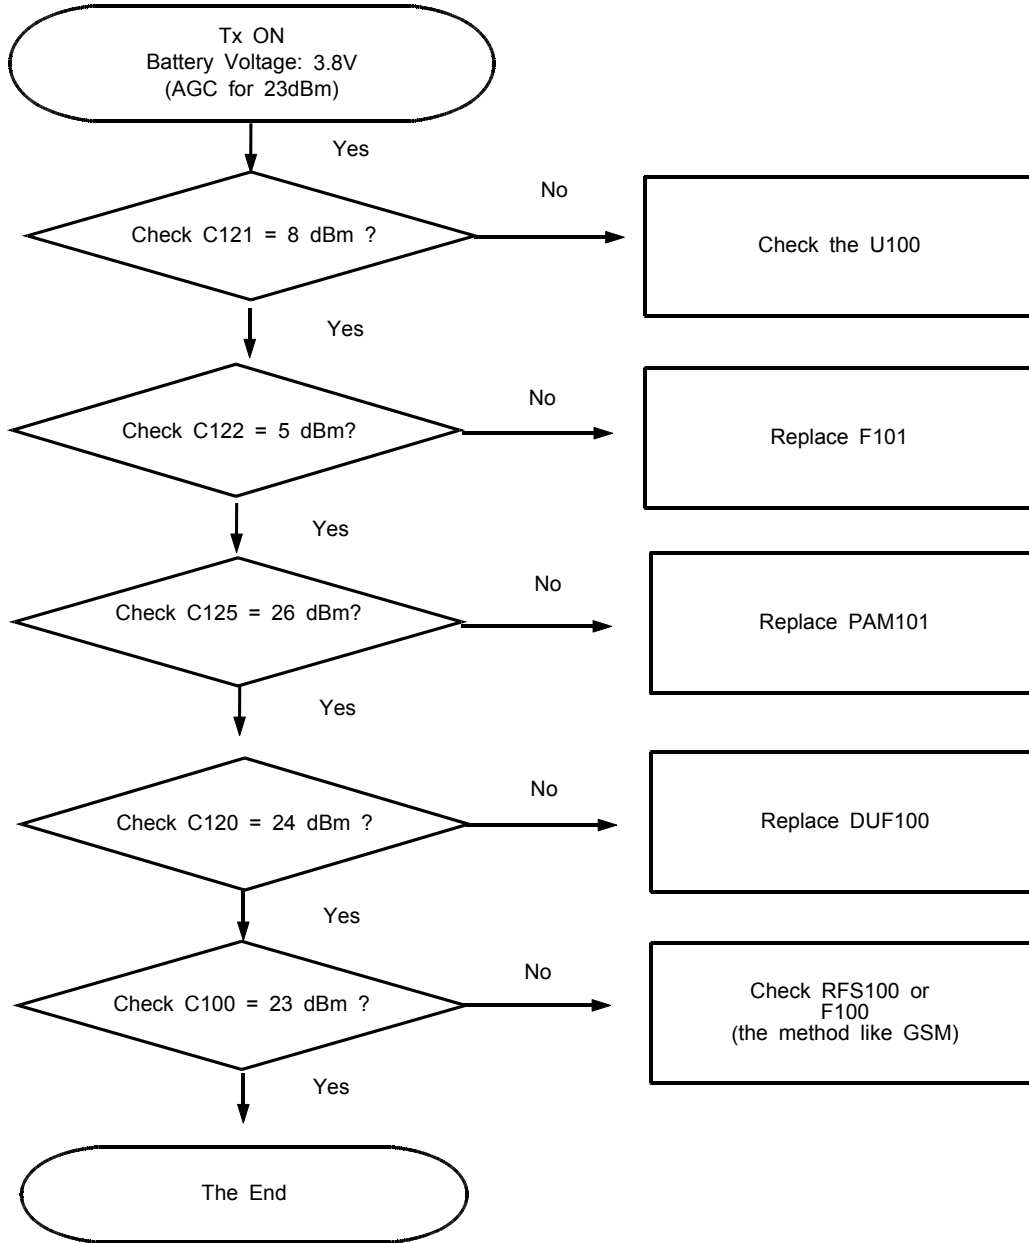 Tx ON
Battery Voltage: 3.8V
(AGC for 23dBm)
Yes
Check C121 = 8 dBm ?
No
Check the U100
Yes
Check C122 = 5 dBm?
No
Replace F101
Yes
Check C125 = 26 dBm?
No
Replace PAM101
Yes
Check C120 = 24 dBm ?
No
Replace DUF100
Yes
Check C100 = 23 dBm ?
No
Check RFS100 or
F100
(the method like GSM)
Yes
The End